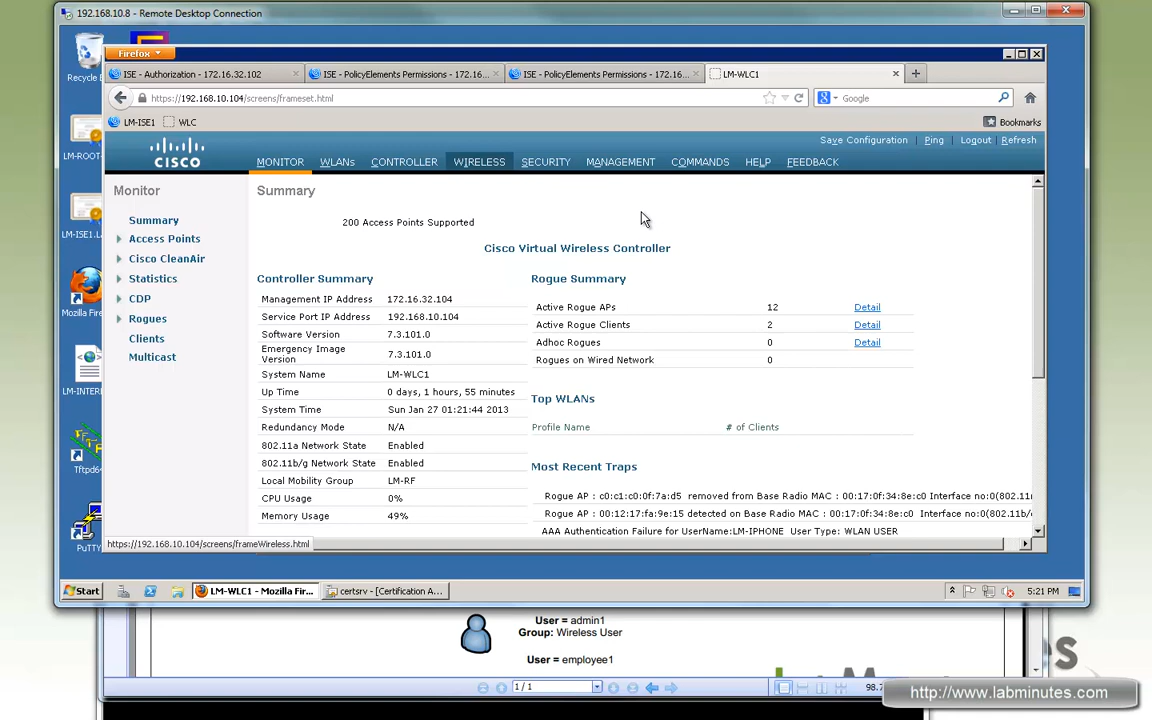 192.168.10.8 - Remote Desktop Connection
Recycle B
Firefox
ISE - Authorization - 172.16.32.102
ISE - PolicyElements Permissions - 172.16...
ISE - PolicyElements Permissions - 172.16...
LM-WLC1
https://192.168.10.104/screens/frameset.html
Google
LM-ISE1
WLC
Bookmarks
Save Configuration
Ping
Logout
Refresh
CISCO
MONITOR
WLANs
CONTROLLER
WIRELESS
SECURITY
MANAGEMENT
COMMANDS
HELP
FEEDBACK
LM-ROOT-
LM-ISE1.L
Mozilla Fire
LM-INTER
Tftpd6
PuTTY
Monitor
Summary
Access Points
Cisco CleanAir
Statistics
CDP
Rogues
Clients
Multicast
Summary
200 Access Points Supported
Cisco Virtual Wireless Controller
Controller Summary
Management IP Address 172.16.32.104
Service Port IP Address 192.168.10.104
Software Version 7.3.101.0
Emergency Image Version 7.3.101.0
System Name LM-WLC1
Up Time 0 days, 1 hours, 55 minutes
System Time Sun Jan 27 01:21:44 2013
Redundancy Mode N/A
802.11a Network State Enabled
802.11b/g Network State Enabled
Local Mobility Group LM-RF
CPU Usage 0%
Memory Usage 49%
Rogue Summary
Active Rogue APs 12 Detail
Active Rogue Clients 2 Detail
Adhoc Rogues 0 Detail
Rogues on Wired Network 0
Top WLANs
Profile Name # of Clients
Most Recent Traps
Rogue AP : c0:c1:c0:0f:7a:d5 removed from Base Radio MAC : 00:17:0f:34:8e:c0 Interface no:0(802.11
Rogue AP : 00:12:17:fa:9e:15 detected on Base Radio MAC : 00:17:0f:34:8e:c0 Interface no:0(802.11b/
AAA Authentication Failure for UserName:LM-IPHONE User Type: WLAN USER
https://192.168.10.104/screens/frameWireless.html
Start
LM-WLC1 - Mozilla Fir...
certsrv - [Certification A...
5:21 PM
User = admin1
Group: Wireless User
User = employee1
1 / 1
98.7
http://www.labminutes.com